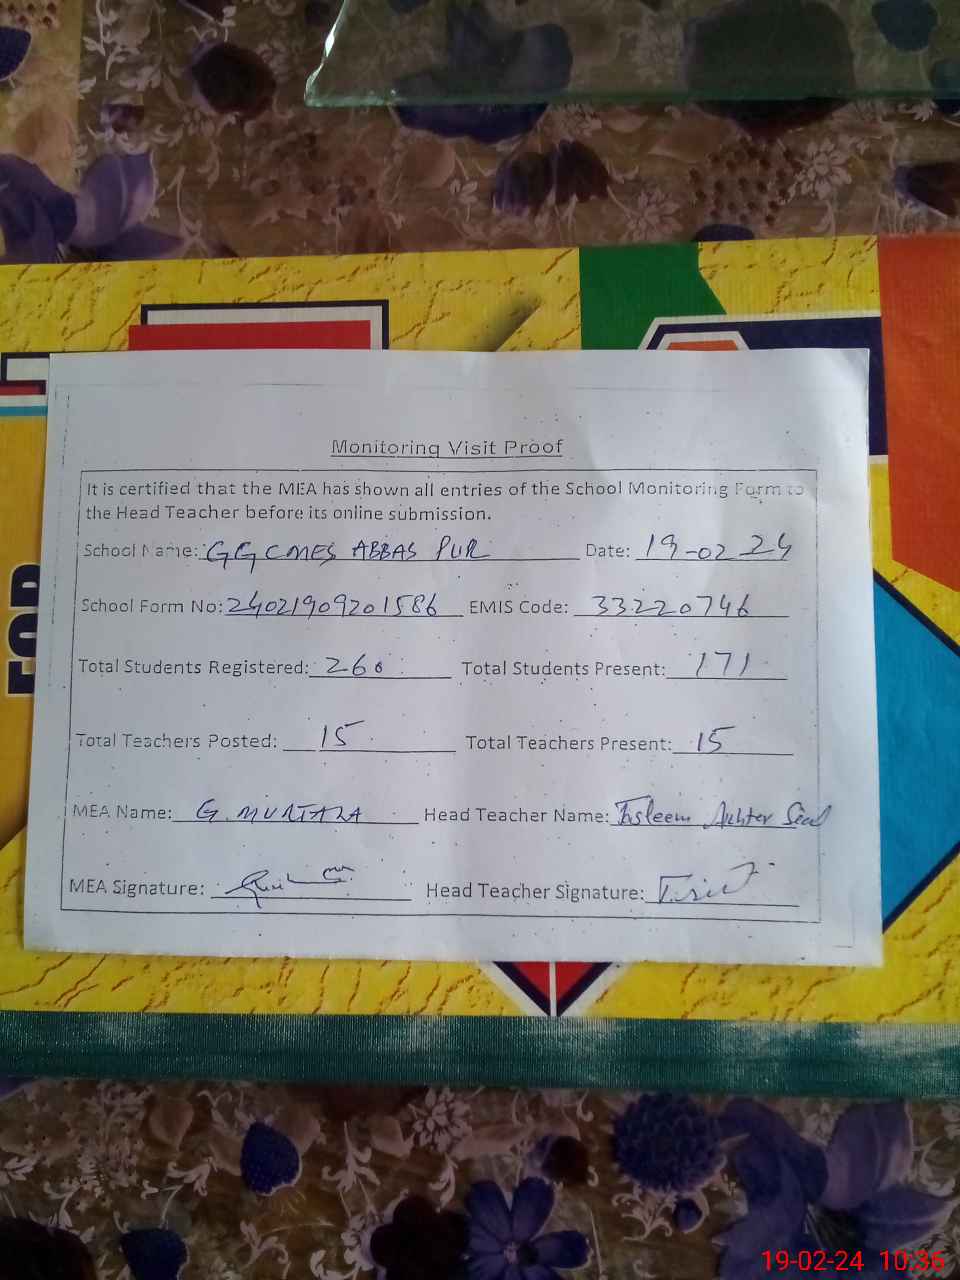 Monitoring Visit Proof
It is certified that the MEA has shown all entries of the School Monitoring Form to
the Head Teacher before its online submission.
School Name: GGCMES ABBAS PUR Date: 19-02-24
School Form No: 24021909201586 EMIS Code: 33220746
Total Students Registered: 260 Total Students Present: 171
Total Teachers Posted: 15 Total Teachers Present: 15
MEA Name: G. MURTAZA Head Teacher Name: Tasleem Akhter
MEA Signature: Head Teacher Signature:
FOR
19-02-24 10:36